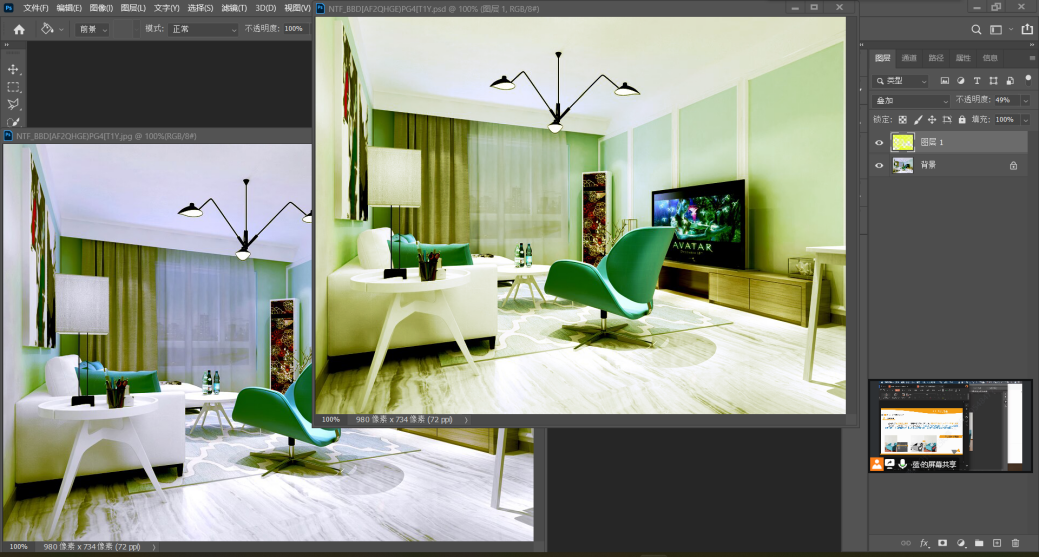 文件(F) 编辑(E) 图像(I) 图层(L) 文字(Y) 选择(S) 滤镜(T) 3D(D) 视图(V)
前景 模式: 正常 不透明度: 100%
NTF_BBD[AF2QHGE)PG4[T1Y.psd @ 100% (图层 1, RGB/8#)
NTF_BBD[AF2QHGE)PG4[T1Y.jpg @ 100%(RGB/8#)
AVATAR
100% 980 像素 x 734 像素 (72 ppi)
100% 980 像素 x 734 像素 (72 ppi)
图层 通道 路径 属性 信息
类型
叠加 不透明度: 49%
锁定: 填充: 100%
图层 1
背景
蓝的屏幕共享
fx